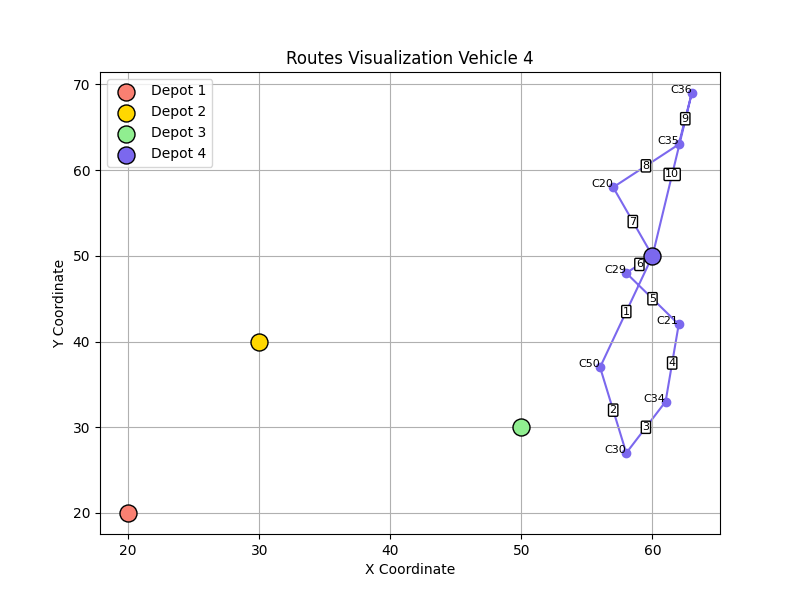 Routes Visualization Vehicle 4
Depot 1
Depot 2
Depot 3
Depot 4
Y Coordinate
70
60
50
40
30
20
C36
9
C35
10
8
C20
7
6
C29
5
1
C21
C50
4
C34
2
3
C30
20
30
40
50
60
X Coordinate